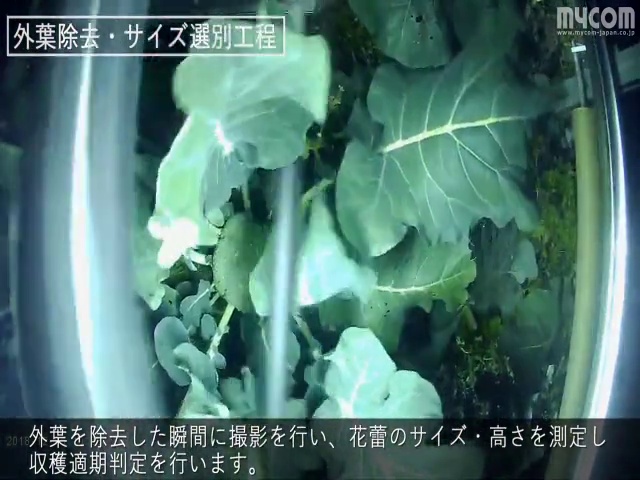 外葉除去・サイズ選別工程
mycom
www.mycom-japan.co.jp
2018
外葉を除去した瞬間に撮影を行い、花蕾のサイズ・高さを測定し
収穫適期判定を行います。